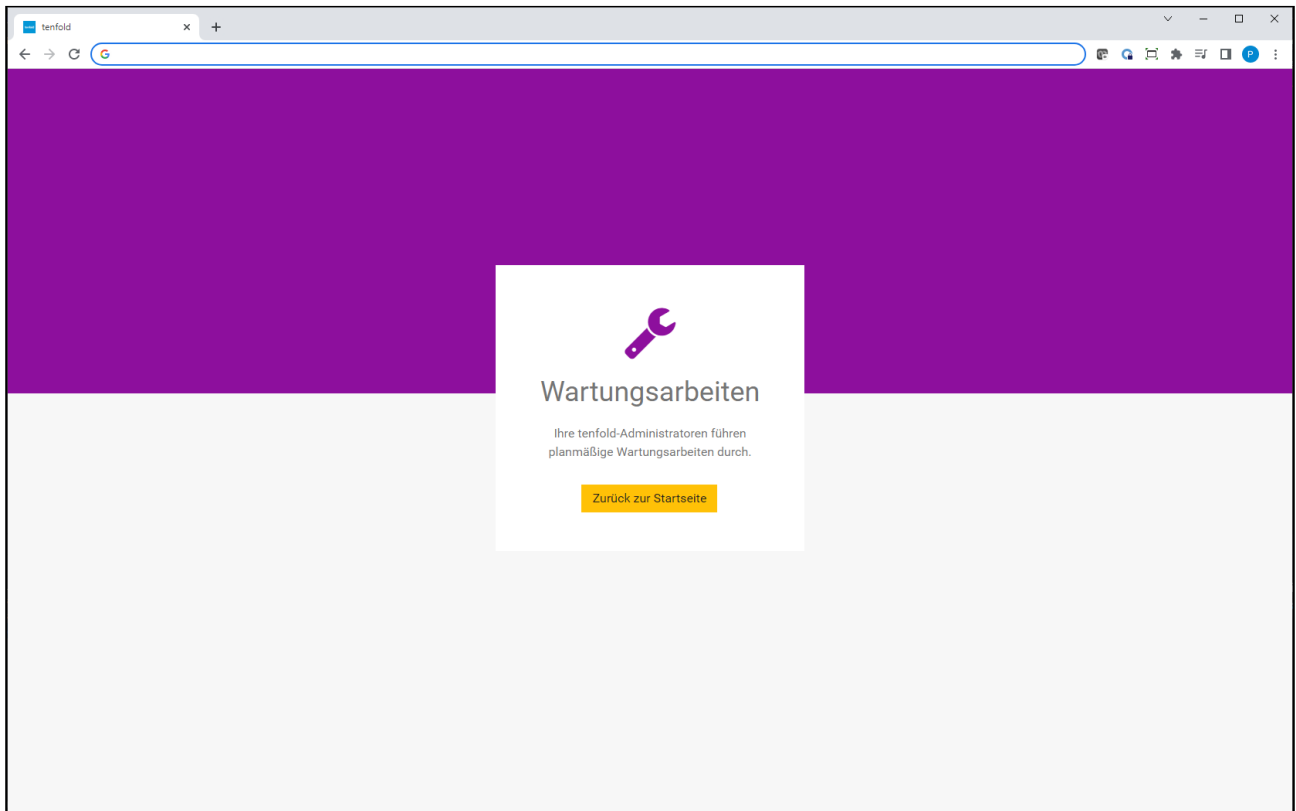 tenfold
P
Wartungsarbeiten
Ihre tenfold-Administratoren führen
planmäßige Wartungsarbeiten durch.
Zurück zur Startseite